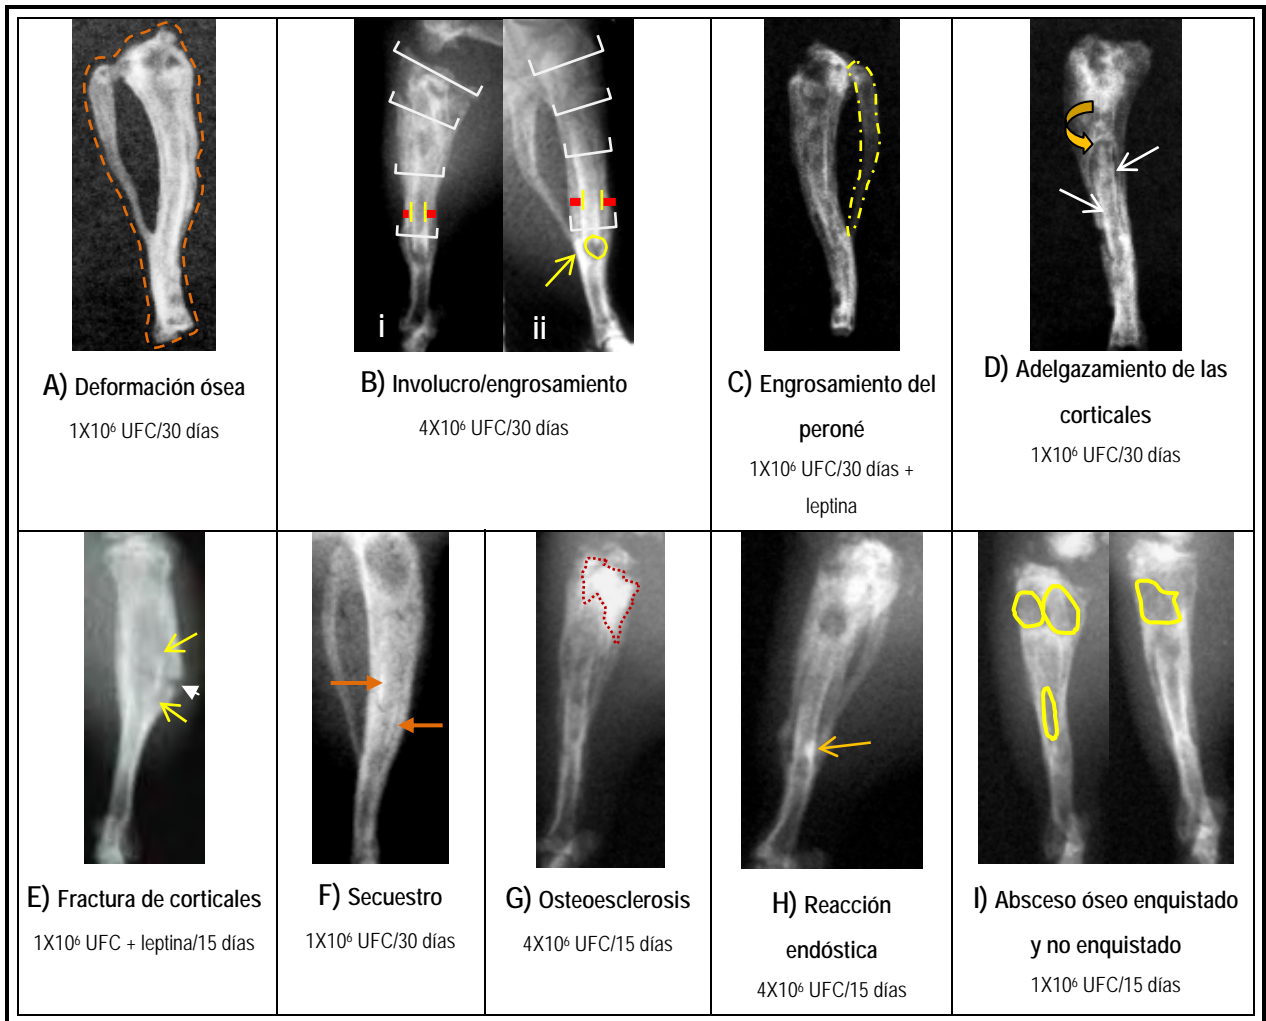 i
ii
A) Deformación ósea
1X10⁶ UFC/30 días
B) Involucro/engrosamiento
4X10⁶ UFC/30 días
C) Engrosamiento del
peroné
1X10⁶ UFC/30 días +
leptina
D) Adelgazamiento de las
corticales
1X10⁶ UFC/30 días
E) Fractura de corticales
1X10⁶ UFC + leptina/15 días
F) Secuestro
1X10⁶ UFC/30 días
G) Osteoesclerosis
4X10⁶ UFC/15 días
H) Reacción
endóstica
4X10⁶ UFC/15 días
I) Absceso óseo enquistado
y no enquistado
1X10⁶ UFC/15 días